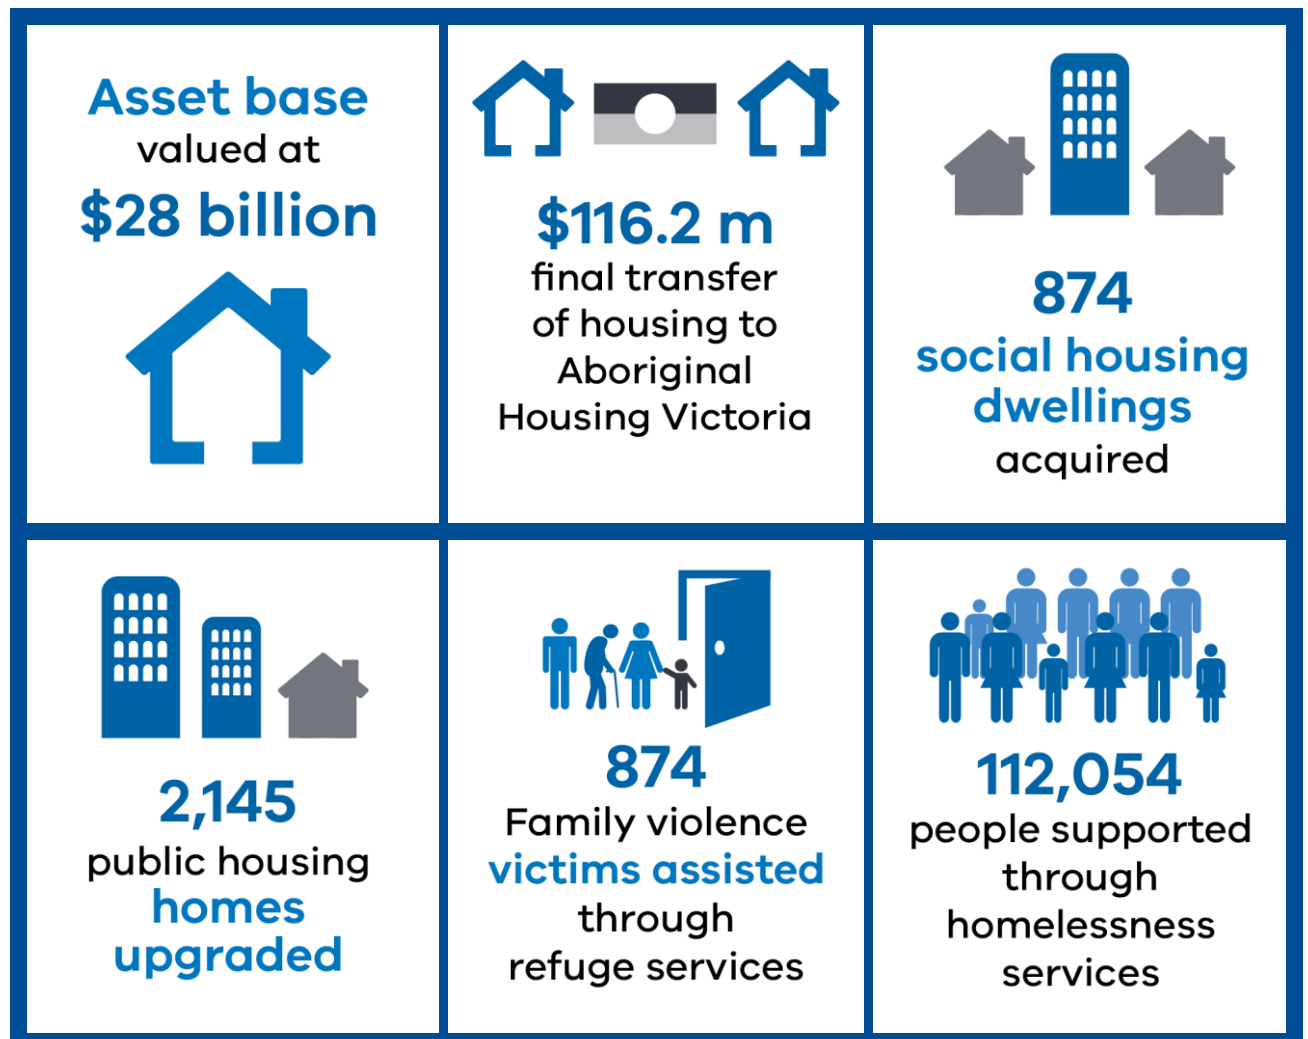 Asset base
valued at
$28 billion
$116.2 m
final transfer
of housing to
Aboriginal
Housing Victoria
874
social housing
dwellings
acquired
2,145
public housing
homes
upgraded
874
Family violence
victims assisted
through
refuge services
112,054
people supported
through
homelessness
services